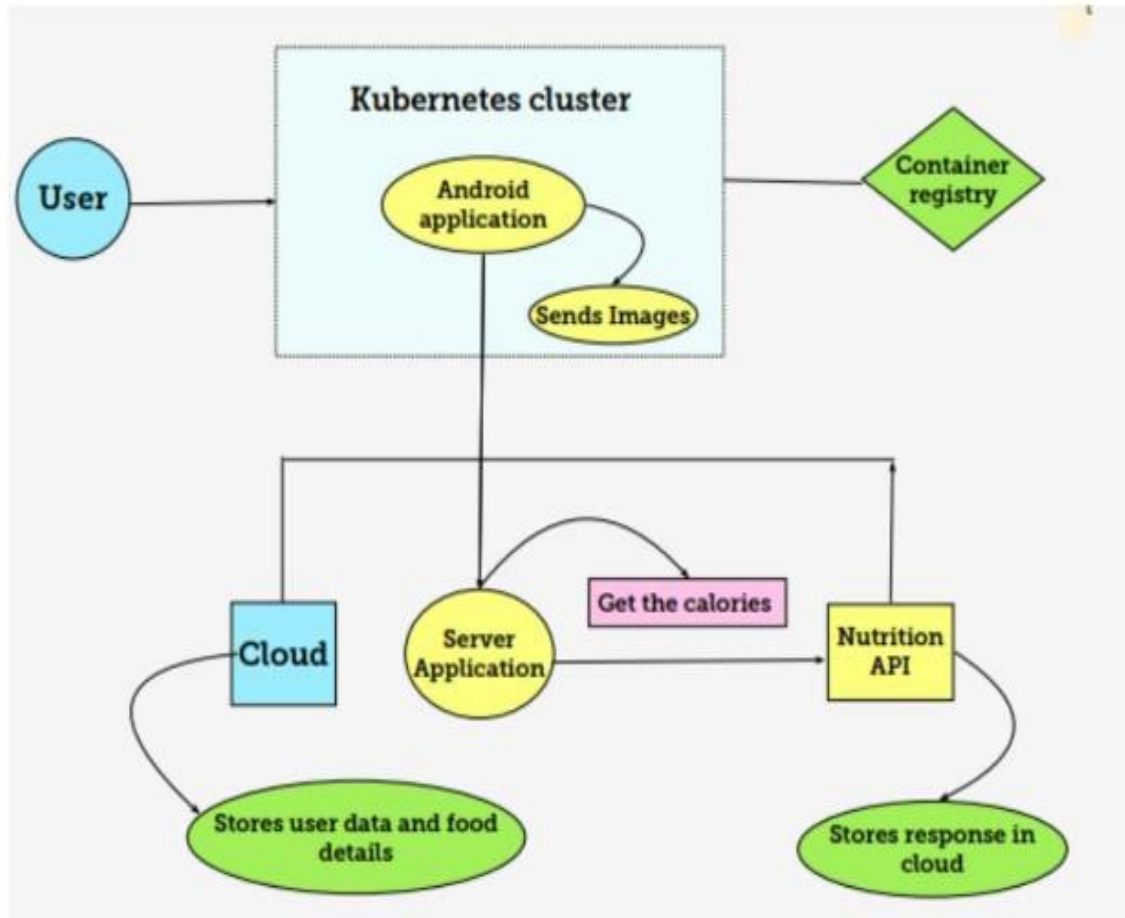 Kubernetes cluster
User
Android
application
Container
registry
Sends Images
Get the calories
Cloud
Server
Application
Nutrition
API
Stores user data and food
details
Stores response in
cloud